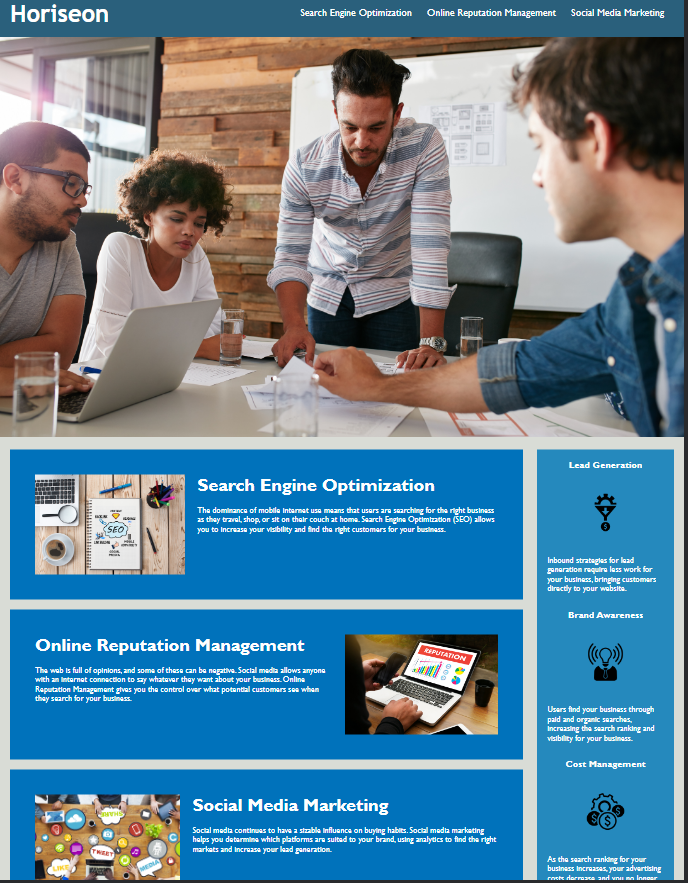 Horiseon
Search Engine Optimization
Online Reputation Management
Social Media Marketing
Search Engine Optimization
The dominance of mobile internet use means that users are searching for the right business
as they travel, shop, or sit on their couch at home. Search Engine Optimization (SEO) allows
you to increase your visibility and find the right customers for your business.
SEO
Online Reputation Management
The web is full of opinions, and some of these can be negative. Social media allows anyone
with an internet connection to say whatever they want about your business. Online
Reputation Management gives you the control over what potential customers see when
they search for your business.
REPUTATION
Social Media Marketing
Social media continues to have a sizable influence on buying habits. Social media marketing
helps you determine which platforms are suited to your brand, using analytics to find the right
markets and increase your lead generation.
TWEET
LIKE
MEDIA
Lead Generation
Inbound strategies for lead
generation require less work for
your business, bringing customers
directly to your website.
Brand Awareness
Users find your business through
paid and organic searches,
increasing the search ranking and
visibility for your business.
Cost Management
As the search ranking for your
business increases, your advertising
costs decrease and you no longer